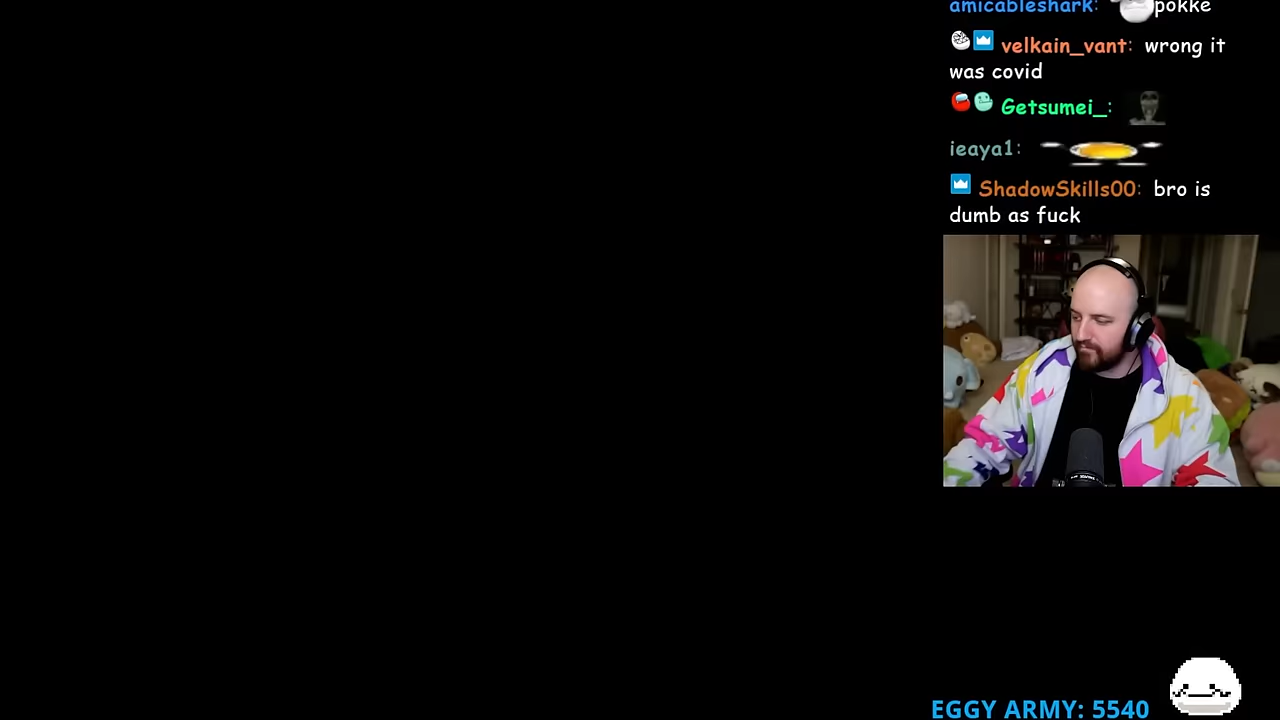 amicableshark: pokke
velkain_vant: wrong it
was covid
Getsumei_:
ieaya1:
ShadowSkills00: bro is
dumb as fuck
EGGY ARMY: 5540